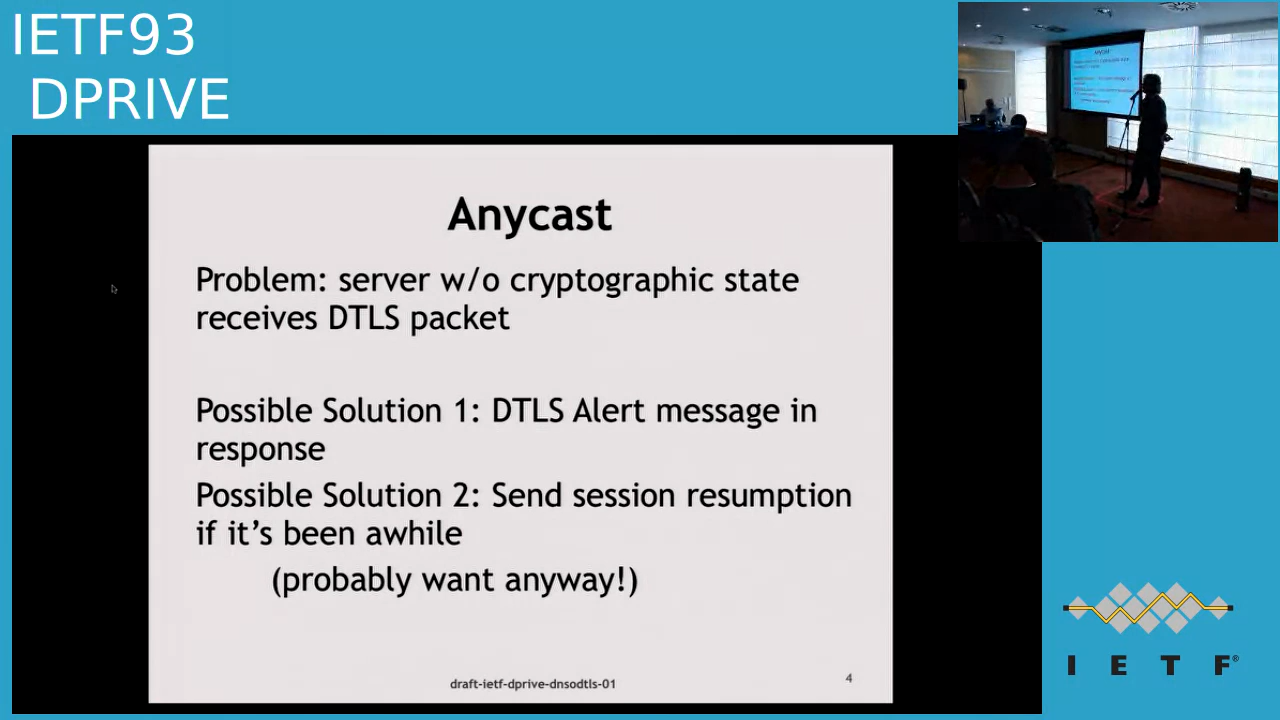 IETF93
DPRIVE
Anycast
Problem: server w/o cryptographic state
receives DTLS packet
Possible Solution 1: DTLS Alert message in
response
Possible Solution 2: Send session resumption
if it's been awhile
(probably want anyway!)
draft-ietf-dprive-dnsodtls-01
4
I E T F®